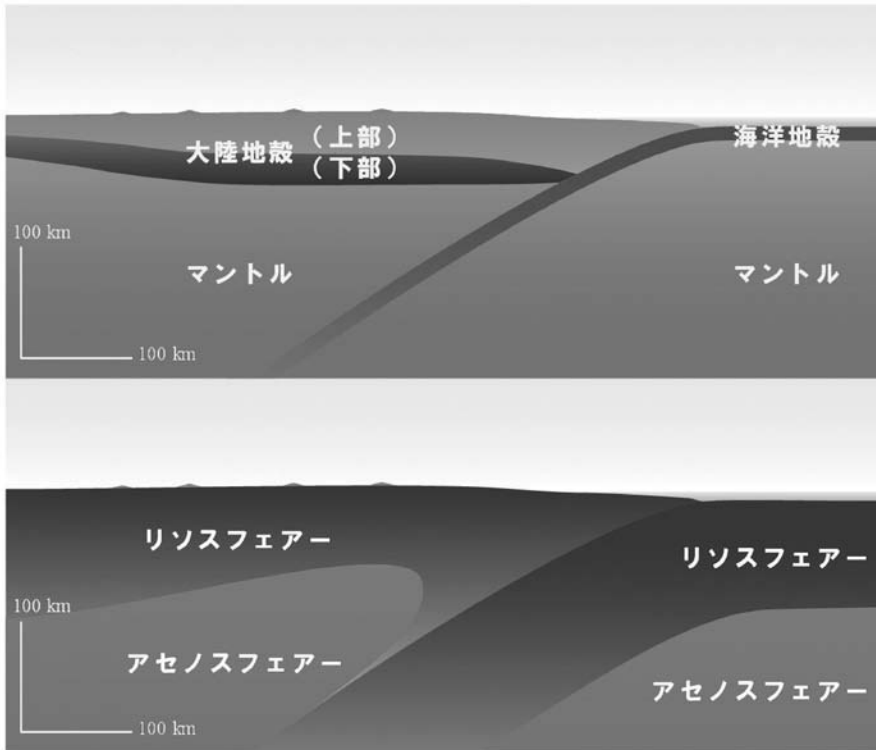 大陸地殻 （上部）
（下部）
海洋地殻
100 km
マントル
マントル
100 km
リソスフェアー
リソスフェアー
100 km
アセノスフェアー
アセノスフェアー
100 km